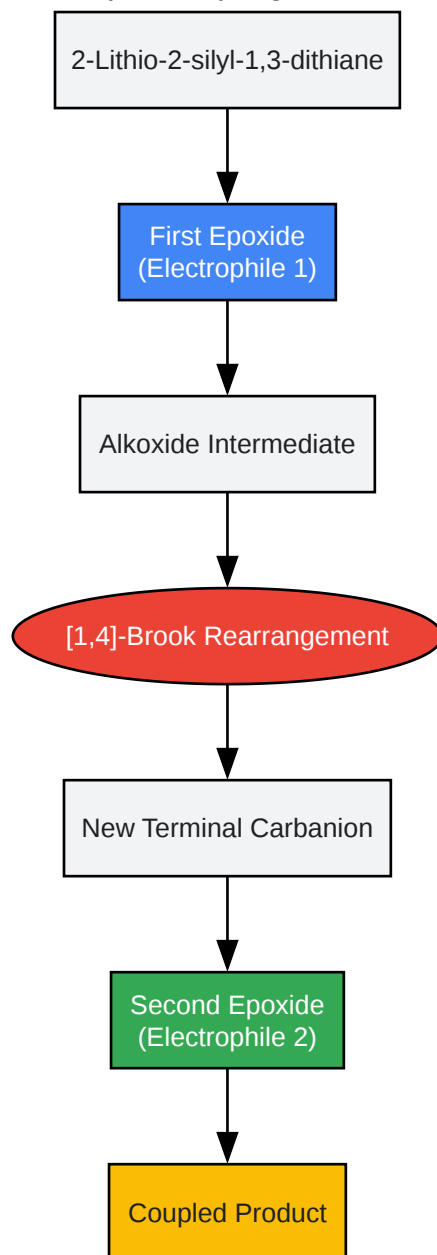 2-Lithio-2-silyl-1,3-dithiane
First Epoxide
(Electrophile 1)
Alkoxide Intermediate
[1,4]-Brook Rearrangement
New Terminal Carbanion
Second Epoxide
(Electrophile 2)
Coupled Product